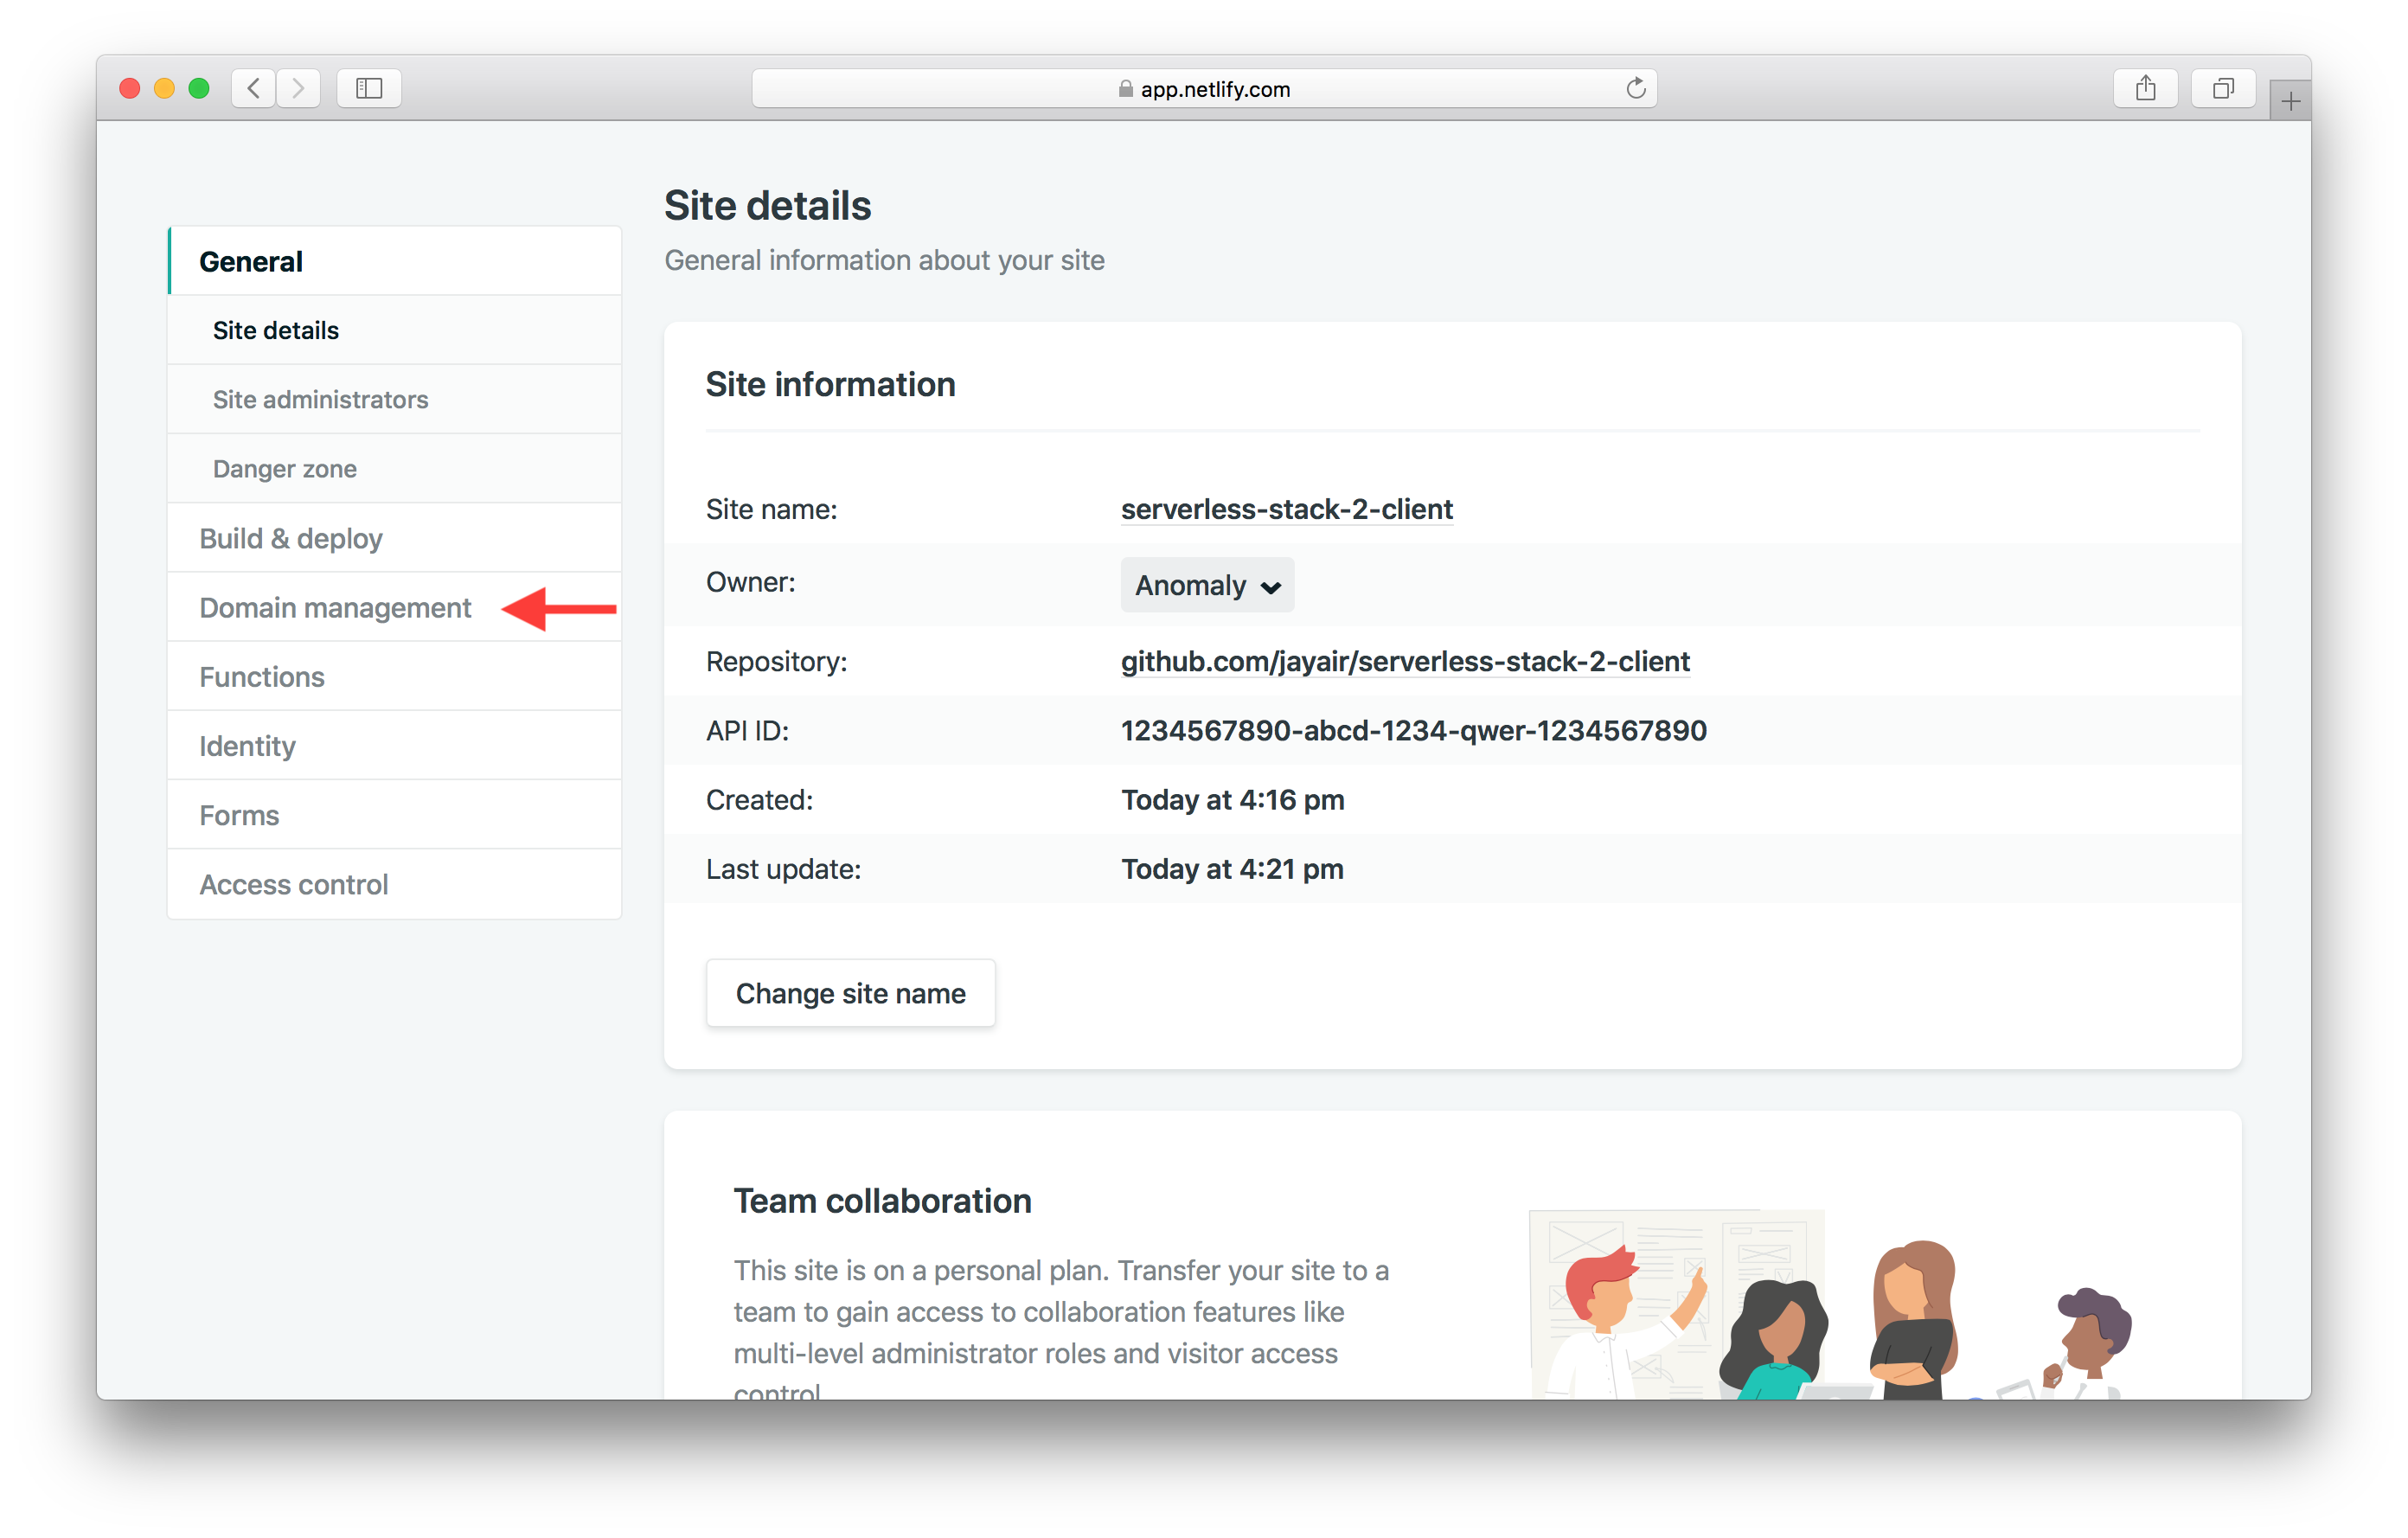 app.netlify.com
General
Site details
Site administrators
Danger zone
Build & deploy
Domain management
Functions
Identity
Forms
Access control
Site details
General information about your site
Site information
Site name: serverless-stack-2-client
Owner: Anomaly
Repository: github.com/jayair/serverless-stack-2-client
API ID: 1234567890-abcd-1234-qwer-1234567890
Created: Today at 4:16 pm
Last update: Today at 4:21 pm
Change site name
Team collaboration
This site is on a personal plan. Transfer your site to a
team to gain access to collaboration features like
multi-level administrator roles and visitor access
control